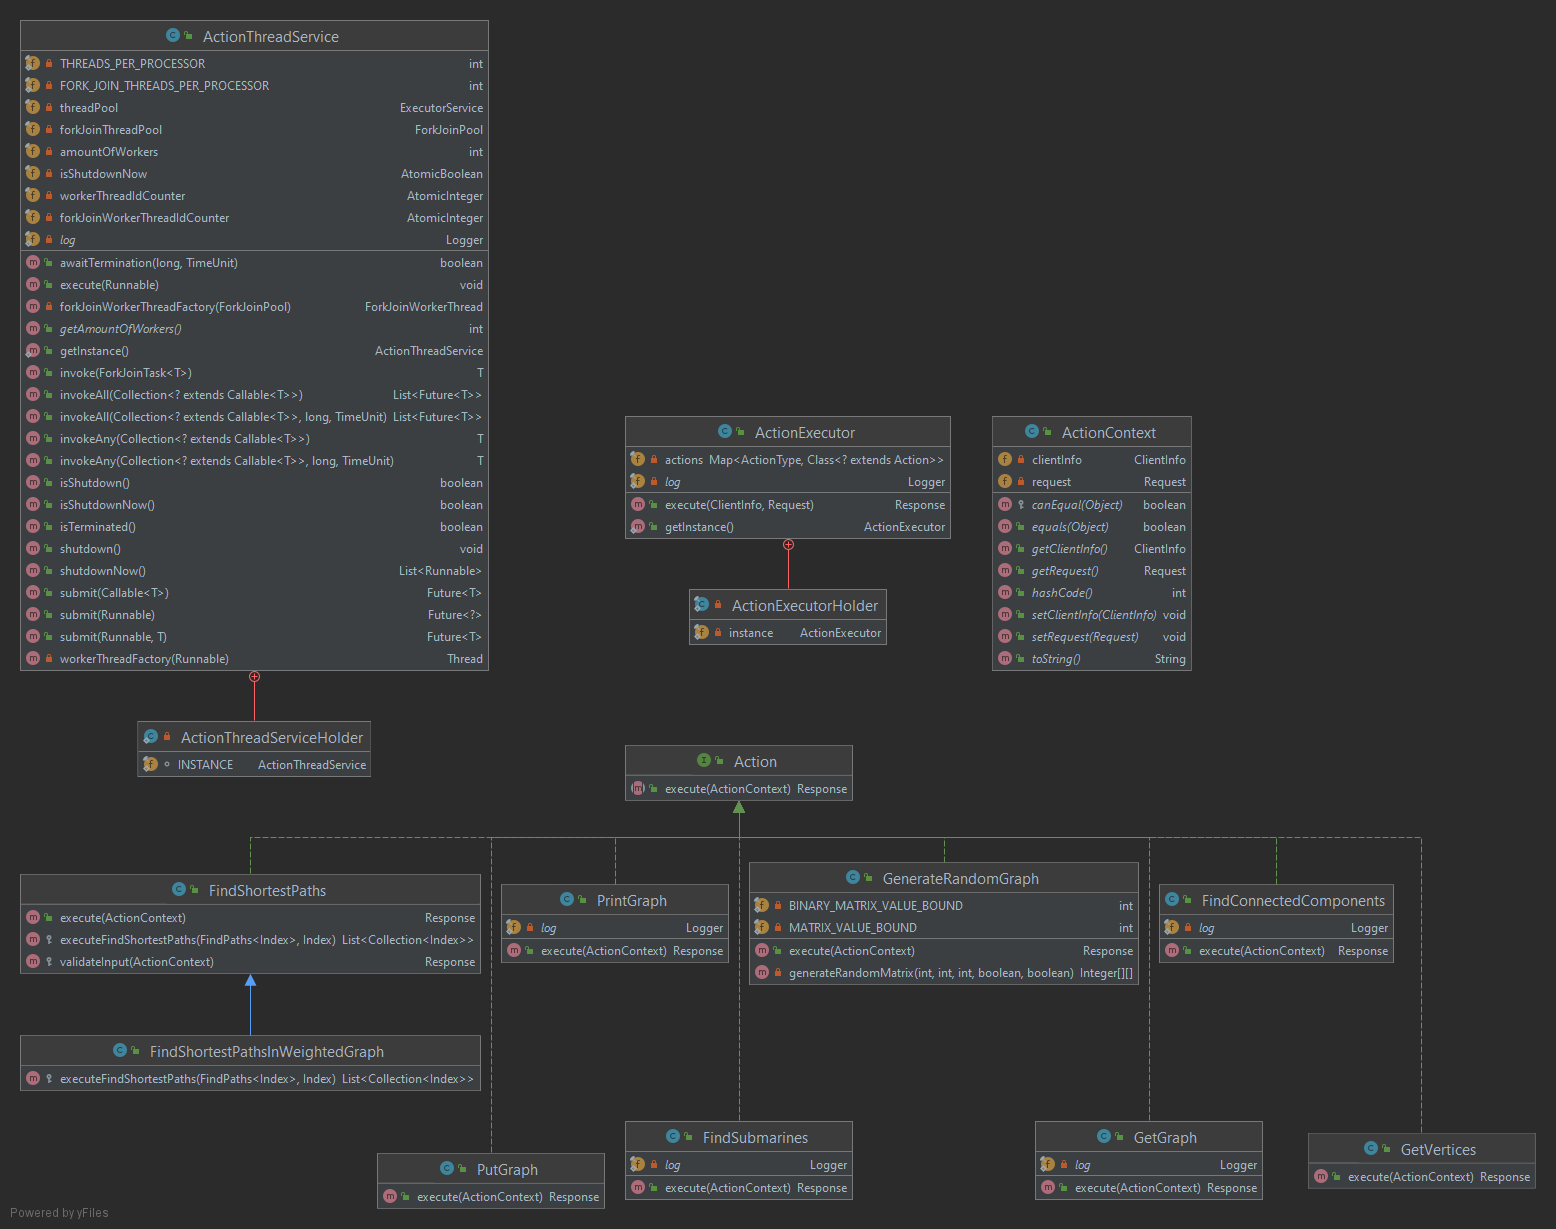 ActionThreadService
THREADS_PER_PROCESSOR int
FORK_JOIN_THREADS_PER_PROCESSOR int
threadPool ExecutorService
forkJoinThreadPool ForkJoinPool
amountOfWorkers int
isShutdownNow AtomicBoolean
workerThreadIdCounter AtomicInteger
forkJoinWorkerThreadIdCounter AtomicInteger
log Logger
awaitTermination(long, TimeUnit) boolean
execute(Runnable) void
forkJoinWorkerThreadFactory(ForkJoinPool) ForkJoinWorkerThread
getAmountOfWorkers() int
getInstance() ActionThreadService
invoke(ForkJoinTask<T>) T
invokeAll(Collection<? extends Callable<T>>) List<Future<T>>
invokeAll(Collection<? extends Callable<T>>, long, TimeUnit) List<Future<T>>
invokeAny(Collection<? extends Callable<T>>) T
invokeAny(Collection<? extends Callable<T>>, long, TimeUnit) T
isShutdown() boolean
isShutdownNow() boolean
isTerminated() boolean
shutdown() void
shutdownNow() List<Runnable>
submit(Callable<T>) Future<T>
submit(Runnable) Future<?>
submit(Runnable, T) Future<T>
workerThreadFactory(Runnable) Thread
ActionThreadServiceHolder
INSTANCE ActionThreadService
ActionExecutor
actions Map<ActionType, Class<? extends Action>>
log Logger
execute(ClientInfo, Request) Response
getInstance() ActionExecutor
ActionExecutorHolder
instance ActionExecutor
ActionContext
clientInfo ClientInfo
request Request
canEqual(Object) boolean
equals(Object) boolean
getClientInfo() ClientInfo
getRequest() Request
hashCode() int
setClientInfo(ClientInfo) void
setRequest(Request) void
toString() String
Action
execute(ActionContext) Response
FindShortestPaths
execute(ActionContext) Response
executeFindShortestPaths(FindPaths<Index>, Index) List<Collection<Index>>
validateInput(ActionContext) Response
PrintGraph
log Logger
execute(ActionContext) Response
GenerateRandomGraph
BINARY_MATRIX_VALUE_BOUND int
MATRIX_VALUE_BOUND int
execute(ActionContext) Response
generateRandomMatrix(int, int, int, boolean, boolean) Integer[][]
FindConnectedComponents
log Logger
execute(ActionContext) Response
FindShortestPathsInWeightedGraph
executeFindShortestPaths(FindPaths<Index>, Index) List<Collection<Index>>
PutGraph
execute(ActionContext) Response
FindSubmarines
log Logger
execute(ActionContext) Response
GetGraph
log Logger
execute(ActionContext) Response
GetVertices
execute(ActionContext) Response
Powered by yFiles